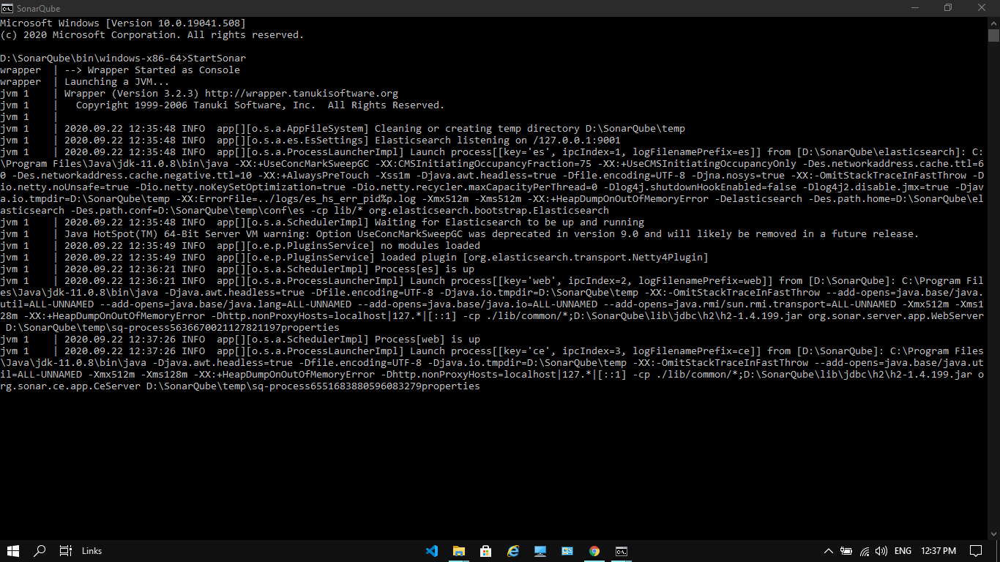 SonarQube
Microsoft Windows [Version 10.0.19041.508]
(c) 2020 Microsoft Corporation. All rights reserved.
D:\SonarQube\bin\windows-x86-64>StartSonar
wrapper  | --> Wrapper Started as Console
wrapper  | Launching a JVM...
jvm 1    | Wrapper (Version 3.2.3) http://wrapper.tanukisoftware.org
jvm 1    |   Copyright 1999-2006 Tanuki Software, Inc.  All Rights Reserved.
jvm 1    |
jvm 1    | 2020.09.22 12:35:48 INFO  app[][o.s.a.AppFileSystem] Cleaning or creating temp directory D:\SonarQube\temp
jvm 1    | 2020.09.22 12:35:48 INFO  app[][o.s.a.es.EsSettings] Elasticsearch listening on /127.0.0.1:9001
jvm 1    | 2020.09.22 12:35:48 INFO  app[][o.s.a.ProcessLauncherImpl] Launch process[[key='es', ipcIndex=1, logFilenamePrefix=es]] from [D:\SonarQube\elasticsearch]: C:
\Program Files\Java\jdk-11.0.8\bin\java -XX:+UseConcMarkSweepGC -XX:CMSInitiatingOccupancyFraction=75 -XX:+UseCMSInitiatingOccupancyOnly -Des.networkaddress.cache.ttl=6
0 -Des.networkaddress.cache.negative.ttl=10 -XX:+AlwaysPreTouch -Xss1m -Djava.awt.headless=true -Dfile.encoding=UTF-8 -Djna.nosys=true -XX:-OmitStackTraceInFastThrow -D
io.netty.noUnsafe=true -Dio.netty.noKeySetOptimization=true -Dio.netty.recycler.maxCapacityPerThread=0 -Dlog4j.shutdownHookEnabled=false -Dlog4j2.disable.jmx=true -Djav
a.io.tmpdir=D:\SonarQube\temp -XX:ErrorFile=../logs/es_hs_err_pid%p.log -Xmx512m -Xms512m -XX:+HeapDumpOnOutOfMemoryError -Delasticsearch -Des.path.home=D:\SonarQube\el
asticsearch -Des.path.conf=D:\SonarQube\temp\conf\es -cp lib/* org.elasticsearch.bootstrap.Elasticsearch
jvm 1    | 2020.09.22 12:35:48 INFO  app[][o.s.a.SchedulerImpl] Waiting for Elasticsearch to be up and running
jvm 1    | Java HotSpot(TM) 64-Bit Server VM warning: Option UseConcMarkSweepGC was deprecated in version 9.0 and will likely be removed in a future release.
jvm 1    | 2020.09.22 12:35:49 INFO  app[][o.e.p.PluginsService] no modules loaded
jvm 1    | 2020.09.22 12:35:49 INFO  app[][o.e.p.PluginsService] loaded plugin [org.elasticsearch.transport.Netty4Plugin]
jvm 1    | 2020.09.22 12:36:21 INFO  app[][o.s.a.SchedulerImpl] Process[es] is up
jvm 1    | 2020.09.22 12:36:21 INFO  app[][o.s.a.ProcessLauncherImpl] Launch process[[key='web', ipcIndex=2, logFilenamePrefix=web]] from [D:\SonarQube]: C:\Program Fil
es\Java\jdk-11.0.8\bin\java -Djava.awt.headless=true -Dfile.encoding=UTF-8 -Djava.io.tmpdir=D:\SonarQube\temp -XX:-OmitStackTraceInFastThrow --add-opens=java.base/java.
util=ALL-UNNAMED --add-opens=java.base/java.lang=ALL-UNNAMED --add-opens=java.base/java.io=ALL-UNNAMED --add-opens=java.rmi/sun.rmi.transport=ALL-UNNAMED -Xmx512m -Xms1
28m -XX:+HeapDumpOnOutOfMemoryError -Dhttp.nonProxyHosts=localhost|127.*|[::1] -cp ./lib/common/*;D:\SonarQube\lib\jdbc\h2\h2-1.4.199.jar org.sonar.server.app.WebServer
 D:\SonarQube\temp\sq-process5636670021127821197properties
jvm 1    | 2020.09.22 12:37:26 INFO  app[][o.s.a.SchedulerImpl] Process[web] is up
jvm 1    | 2020.09.22 12:37:26 INFO  app[][o.s.a.ProcessLauncherImpl] Launch process[[key='ce', ipcIndex=3, logFilenamePrefix=ce]] from [D:\SonarQube]: C:\Program Files
\Java\jdk-11.0.8\bin\java -Djava.awt.headless=true -Dfile.encoding=UTF-8 -Djava.io.tmpdir=D:\SonarQube\temp -XX:-OmitStackTraceInFastThrow --add-opens=java.base/java.ut
il=ALL-UNNAMED -Xmx512m -Xms128m -XX:+HeapDumpOnOutOfMemoryError -Dhttp.nonProxyHosts=localhost|127.*|[::1] -cp ./lib/common/*;D:\SonarQube\lib\jdbc\h2\h2-1.4.199.jar o
rg.sonar.ce.app.CeServer D:\SonarQube\temp\sq-process6551683880596083279properties
Links
ENG
12:37 PM